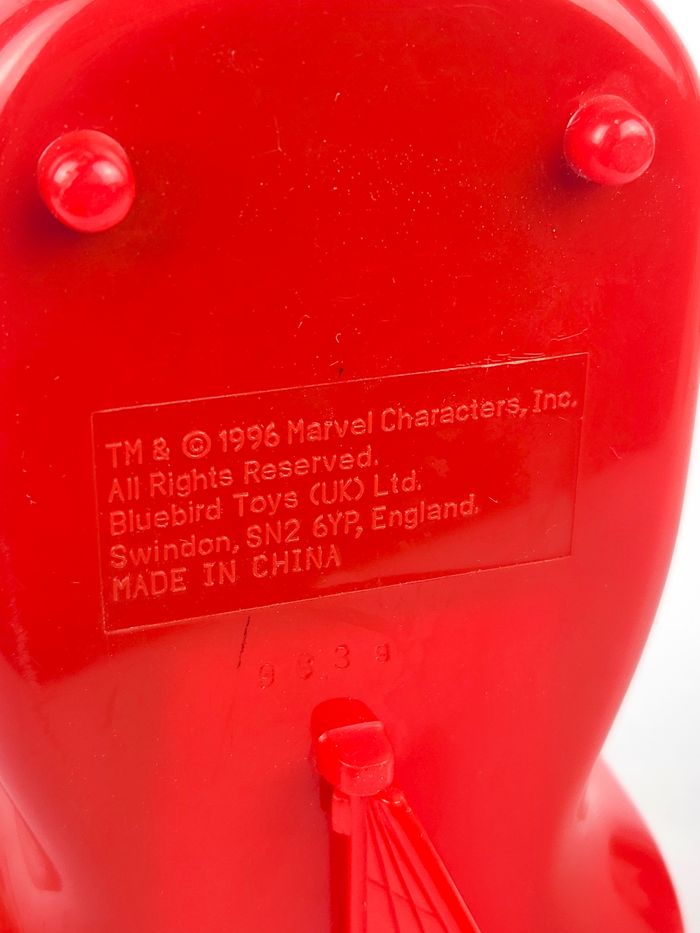 TM & © 1996 Marvel Characters, Inc.
All Rights Reserved.
Bluebird Toys (UK) Ltd.
Swindon, SN2 6YP, England.
MADE IN CHINA